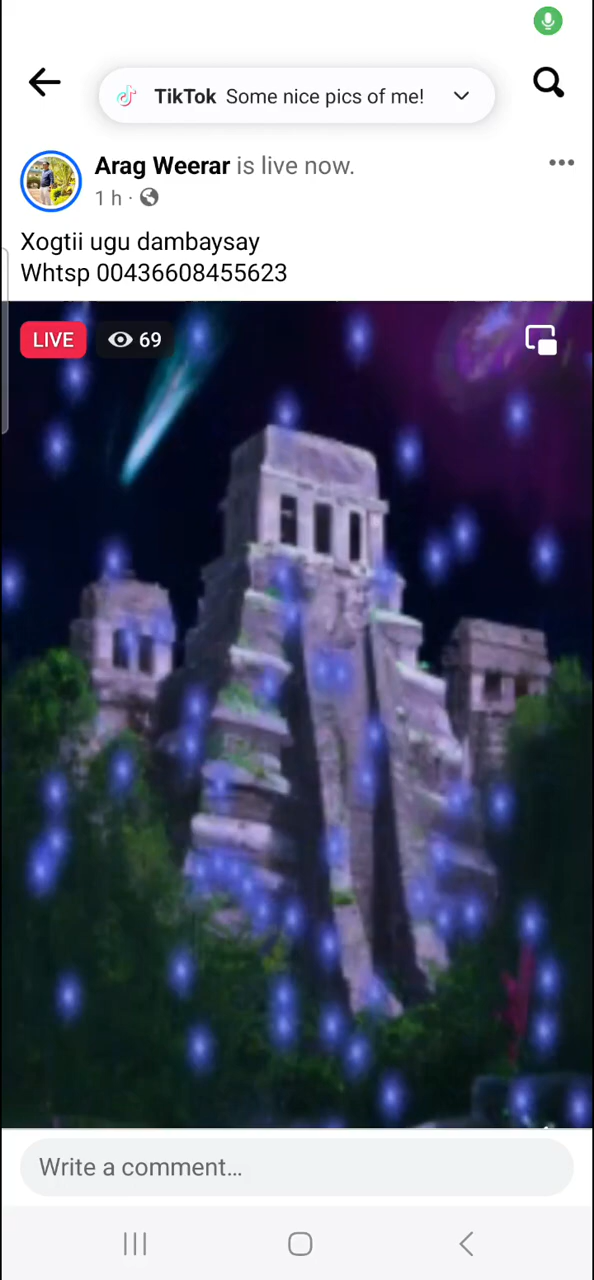 TikTok Some nice pics of me!
Arag Weerar is live now.
1 h ·
Xogtii ugu dambaysay
Whtsp 00436608455623
LIVE 69
Write a comment...